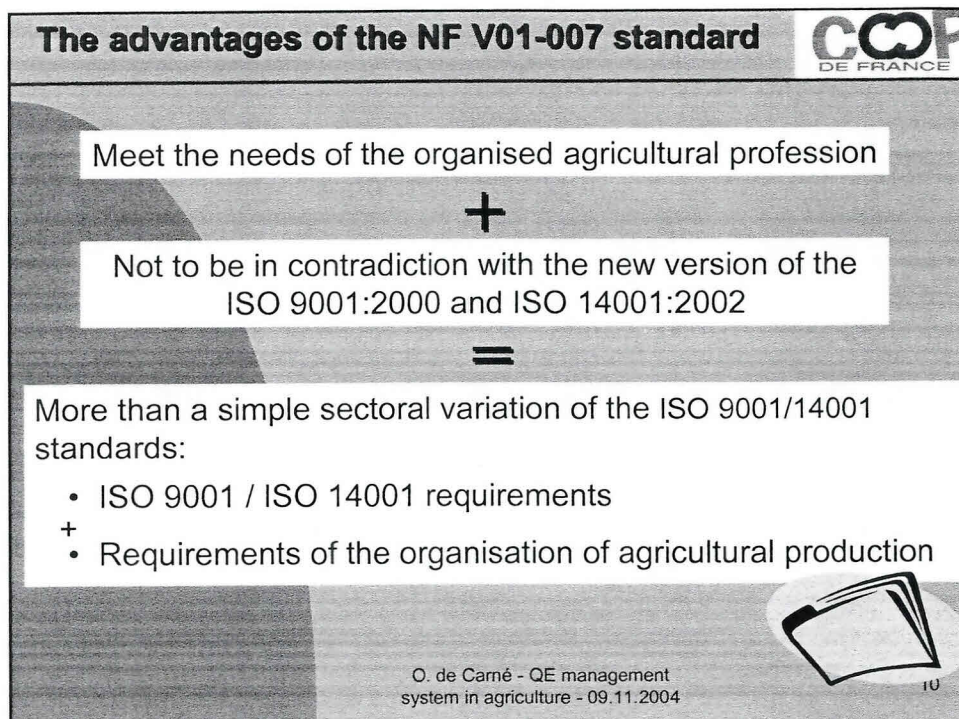 The advantages of the NF V01-007 standard
COOP
DE FRANCE
Meet the needs of the organised agricultural profession
+
Not to be in contradiction with the new version of the
ISO 9001:2000 and ISO 14001:2002
=
More than a simple sectoral variation of the ISO 9001/14001
standards:
• ISO 9001 / ISO 14001 requirements
+
• Requirements of the organisation of agricultural production
O. de Carné - QE management
system in agriculture - 09.11.2004
10